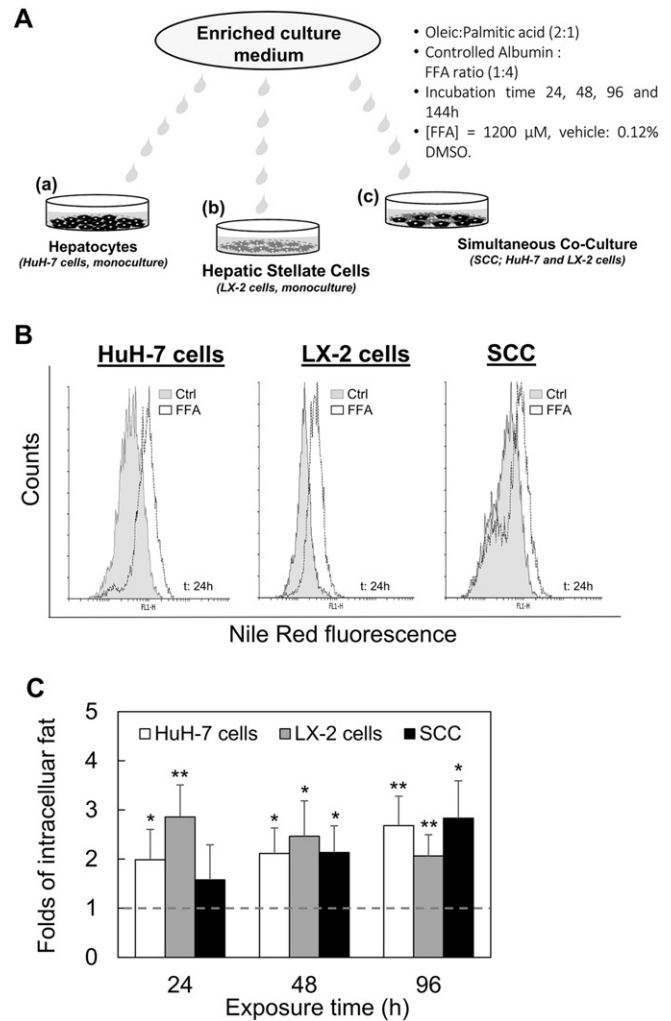 A
Enriched culture
medium
• Oleic:Palmitic acid (2:1)
• Controlled Albumin :
FFA ratio (1:4)
• Incubation time 24, 48, 96 and
144h
• [FFA] = 1200 µM, vehicle: 0.12%
DMSO.
(a)
Hepatocytes
(HuH-7 cells, monoculture)
(b)
Hepatic Stellate Cells
(LX-2 cells, monoculture)
(c)
Simultaneous Co-Culture
(SCC; HuH-7 and LX-2 cells)
B
HuH-7 cells
LX-2 cells
SCC
Counts
Ctrl
FFA
t: 24h
FL1-H
Ctrl
FFA
t: 24h
FL1-H
Ctrl
FFA
t: 24h
FL1-H
Nile Red fluorescence
C
Folds of intracelluar fat
5
4
3
2
1
0
HuH-7 cells LX-2 cells SCC
* ** * * * ** ** *
24 48 96
Exposure time (h)